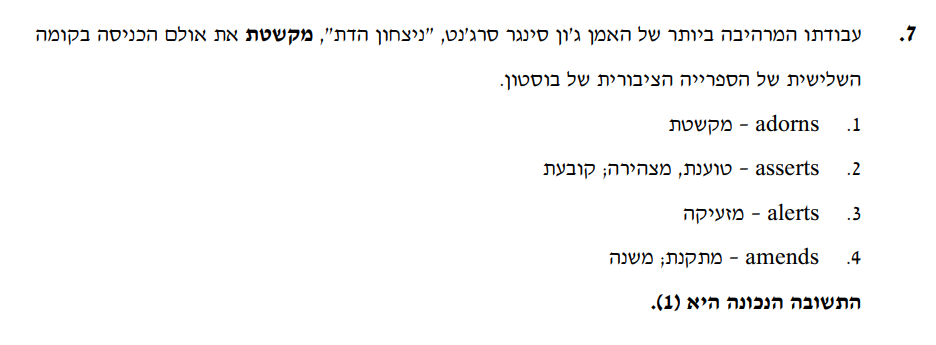 7. עבודתו המרהיבה ביותר של האמן ג'ון סינגר סרג'נט, "ניצחון הדת", מקשטת את אולם הכניסה בקומה
השלישית של הספרייה הציבורית של בוסטון.
1. adorns – מקשטת
2. asserts – טוענת, מצהירה; קובעת
3. alerts – מזעיקה
4. amends – מתקנת; משנה
התשובה הנכונה היא (1).